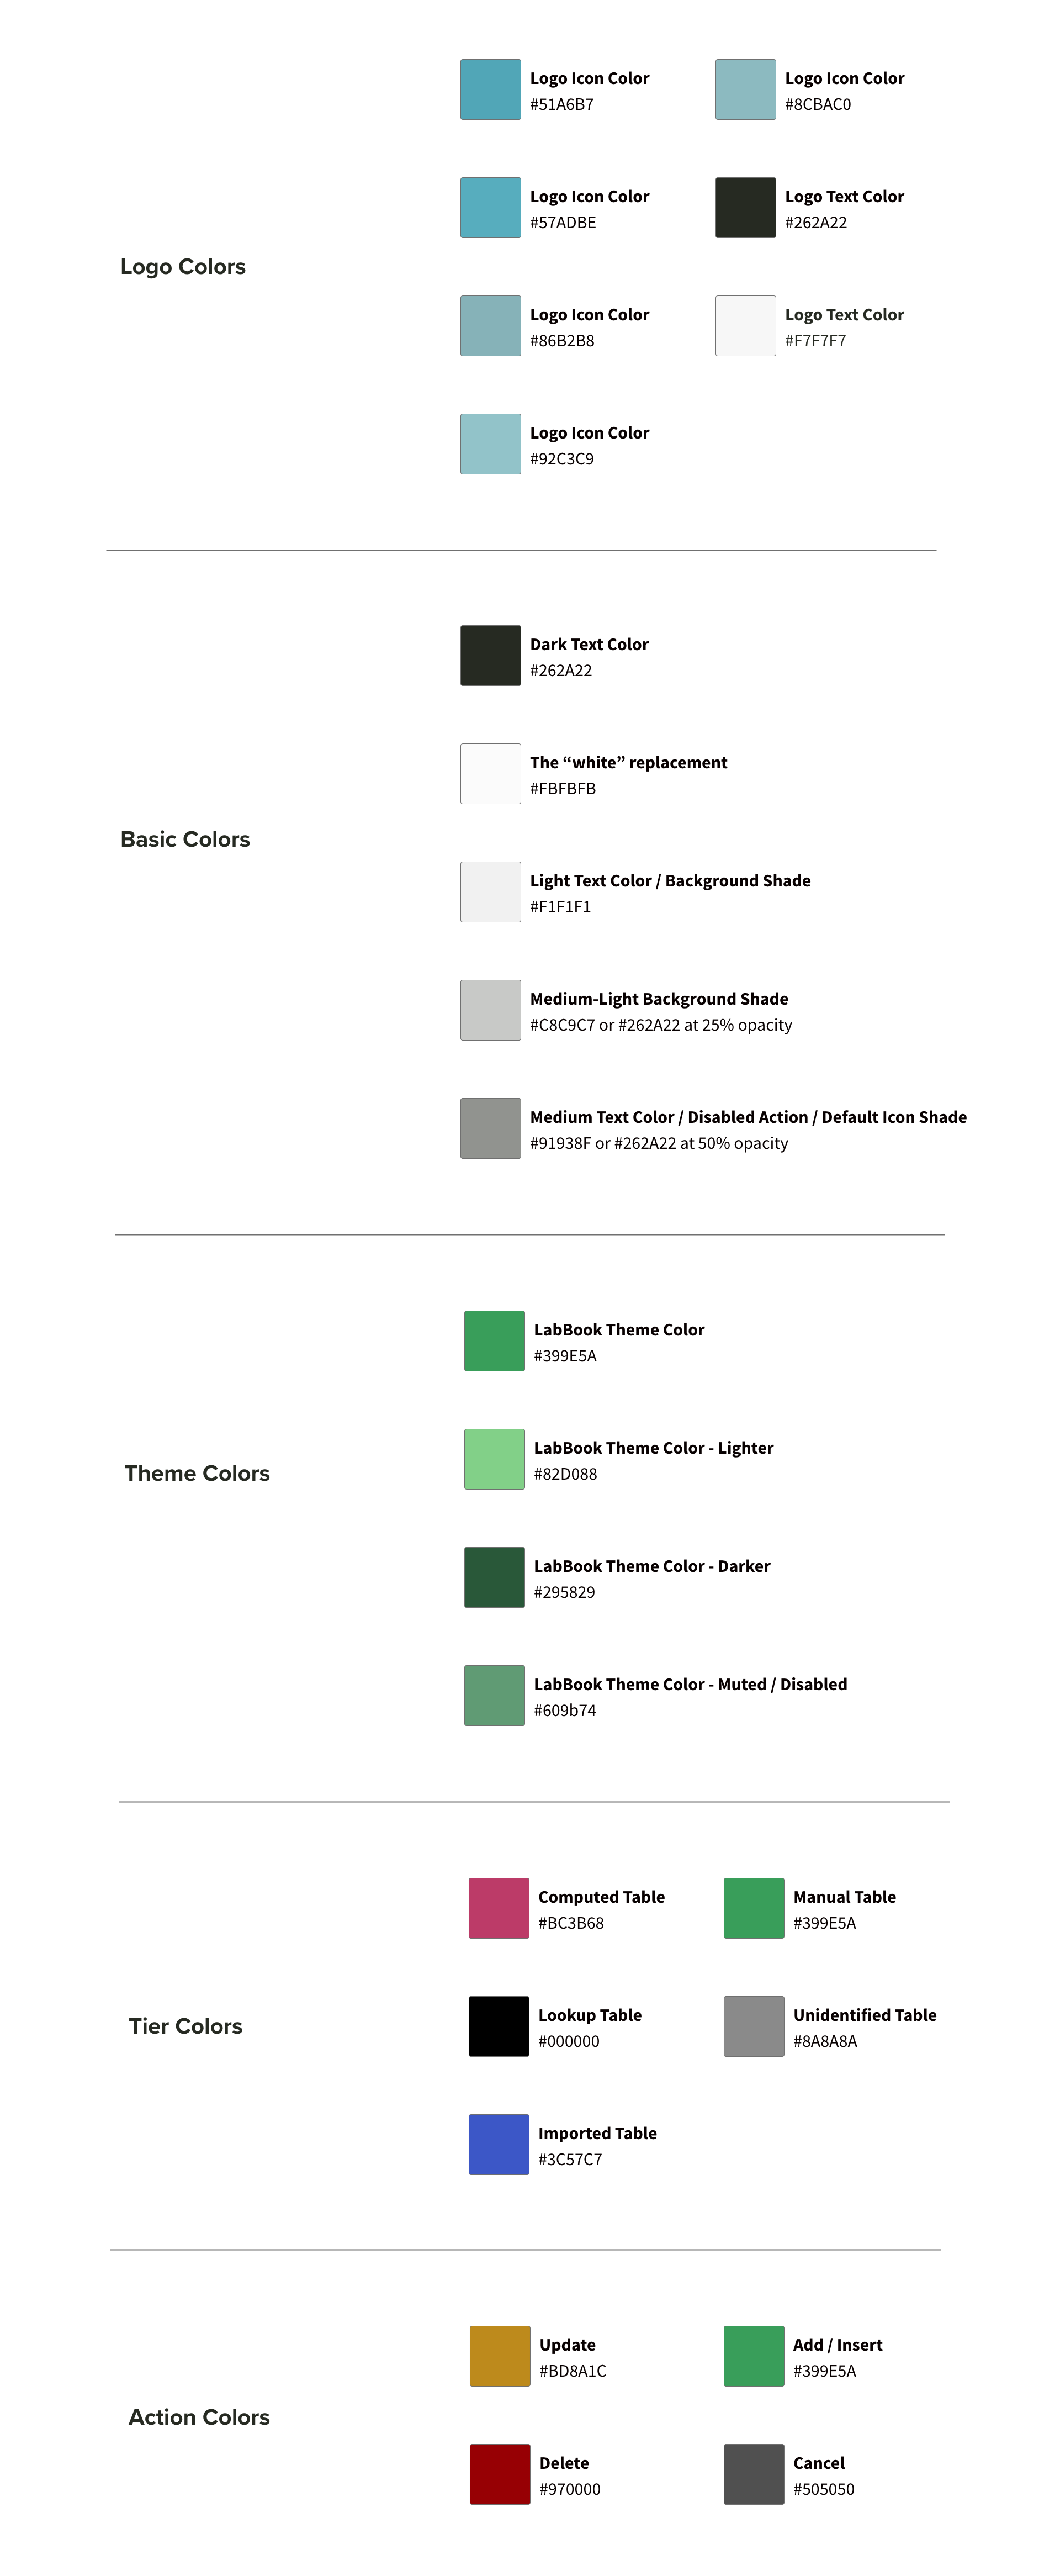 Logo Colors
Logo Icon Color
#51A6B7
Logo Icon Color
#8CBAC0
Logo Icon Color
#57ADBE
Logo Text Color
#262A22
Logo Icon Color
#86B2B8
Logo Text Color
#F7F7F7
Logo Icon Color
#92C3C9
Basic Colors
Dark Text Color
#262A22
The “white” replacement
#FBFBFB
Light Text Color / Background Shade
#F1F1F1
Medium-Light Background Shade
#C8C9C7 or #262A22 at 25% opacity
Medium Text Color / Disabled Action / Default Icon Shade
#91938F or #262A22 at 50% opacity
Theme Colors
LabBook Theme Color
#399E5A
LabBook Theme Color - Lighter
#82D088
LabBook Theme Color - Darker
#295829
LabBook Theme Color - Muted / Disabled
#609b74
Tier Colors
Computed Table
#BC3B68
Manual Table
#399E5A
Lookup Table
#000000
Unidentified Table
#8A8A8A
Imported Table
#3C57C7
Action Colors
Update
#BD8A1C
Add / Insert
#399E5A
Delete
#970000
Cancel
#505050